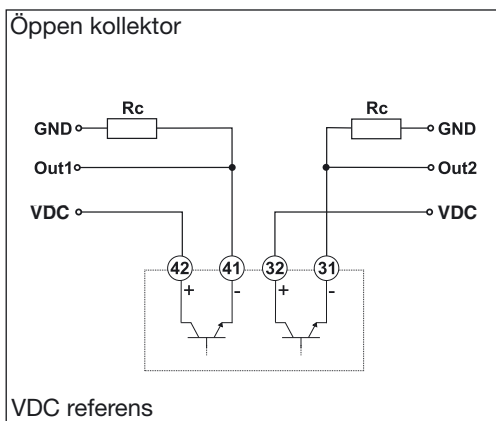 Öppen kollektor
Rc Rc
GND GND
Out1 Out2
VDC VDC
42 41 32 31
+ - + -
VDC referens